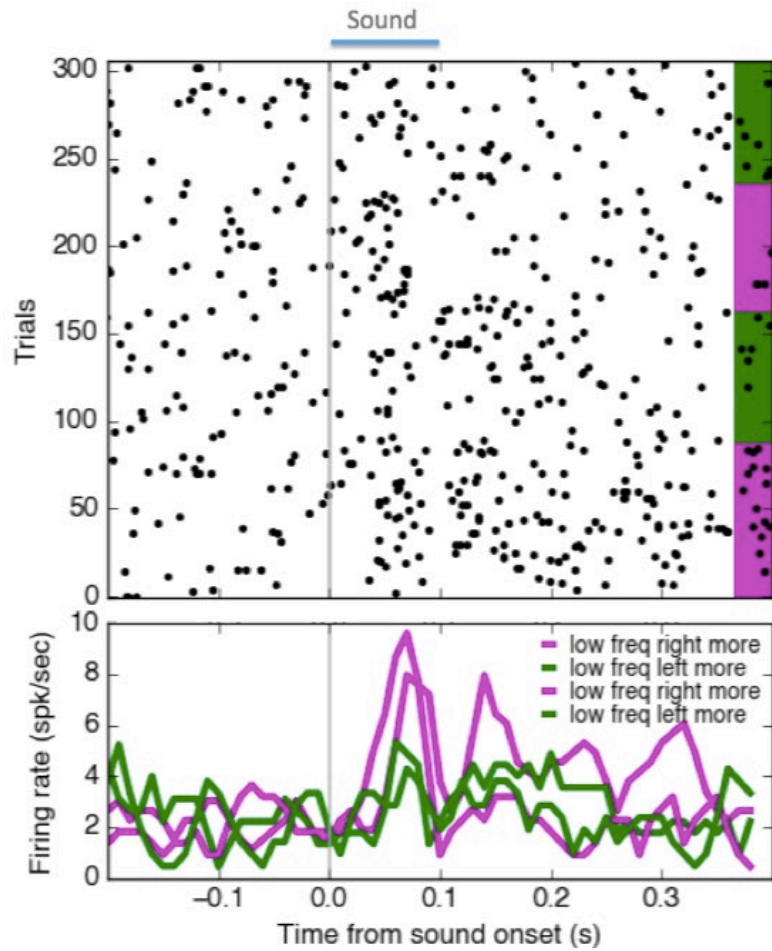 Sound
300
250
200
150
100
50
0
Trials
10
8
6
4
2
0
Firing rate (spk/sec)
low freq right more
low freq left more
low freq right more
low freq left more
−0.1 0.0 0.1 0.2 0.3
Time from sound onset (s)